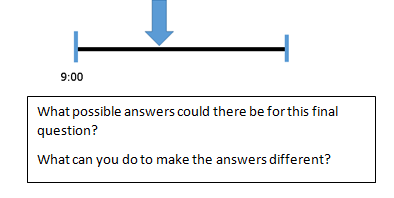 9:00
What possible answers could there be for this final
question?
What can you do to make the answers different?